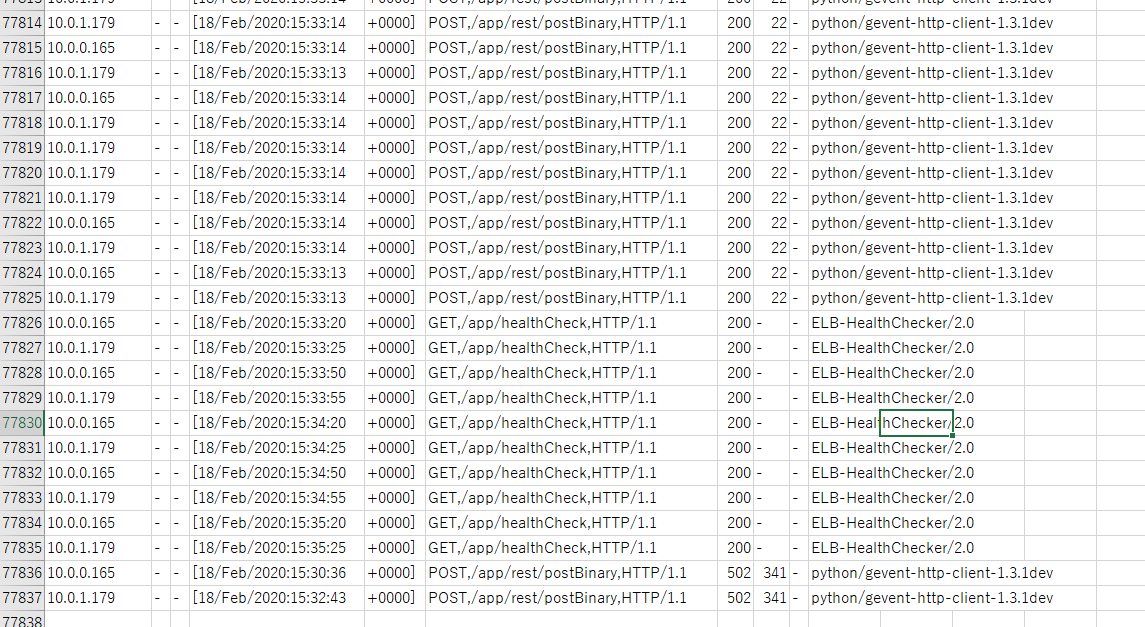 77813 10.0.0.165 - - [18/Feb/2020:15:33:14 +0000] POST,/app/rest/postBinary,HTTP/1.1 200 22 - python/gevent-http-client-1.3.1dev
77814 10.0.1.179 - - [18/Feb/2020:15:33:14 +0000] POST,/app/rest/postBinary,HTTP/1.1 200 22 - python/gevent-http-client-1.3.1dev
77815 10.0.0.165 - - [18/Feb/2020:15:33:14 +0000] POST,/app/rest/postBinary,HTTP/1.1 200 22 - python/gevent-http-client-1.3.1dev
77816 10.0.1.179 - - [18/Feb/2020:15:33:13 +0000] POST,/app/rest/postBinary,HTTP/1.1 200 22 - python/gevent-http-client-1.3.1dev
77817 10.0.0.165 - - [18/Feb/2020:15:33:14 +0000] POST,/app/rest/postBinary,HTTP/1.1 200 22 - python/gevent-http-client-1.3.1dev
77818 10.0.1.179 - - [18/Feb/2020:15:33:14 +0000] POST,/app/rest/postBinary,HTTP/1.1 200 22 - python/gevent-http-client-1.3.1dev
77819 10.0.1.179 - - [18/Feb/2020:15:33:14 +0000] POST,/app/rest/postBinary,HTTP/1.1 200 22 - python/gevent-http-client-1.3.1dev
77820 10.0.1.179 - - [18/Feb/2020:15:33:14 +0000] POST,/app/rest/postBinary,HTTP/1.1 200 22 - python/gevent-http-client-1.3.1dev
77821 10.0.1.179 - - [18/Feb/2020:15:33:14 +0000] POST,/app/rest/postBinary,HTTP/1.1 200 22 - python/gevent-http-client-1.3.1dev
77822 10.0.0.165 - - [18/Feb/2020:15:33:14 +0000] POST,/app/rest/postBinary,HTTP/1.1 200 22 - python/gevent-http-client-1.3.1dev
77823 10.0.1.179 - - [18/Feb/2020:15:33:14 +0000] POST,/app/rest/postBinary,HTTP/1.1 200 22 - python/gevent-http-client-1.3.1dev
77824 10.0.0.165 - - [18/Feb/2020:15:33:13 +0000] POST,/app/rest/postBinary,HTTP/1.1 200 22 - python/gevent-http-client-1.3.1dev
77825 10.0.1.179 - - [18/Feb/2020:15:33:13 +0000] POST,/app/rest/postBinary,HTTP/1.1 200 22 - python/gevent-http-client-1.3.1dev
77826 10.0.0.165 - - [18/Feb/2020:15:33:20 +0000] GET,/app/healthCheck,HTTP/1.1 200 - - ELB-HealthChecker/2.0
77827 10.0.1.179 - - [18/Feb/2020:15:33:25 +0000] GET,/app/healthCheck,HTTP/1.1 200 - - ELB-HealthChecker/2.0
77828 10.0.0.165 - - [18/Feb/2020:15:33:50 +0000] GET,/app/healthCheck,HTTP/1.1 200 - - ELB-HealthChecker/2.0
77829 10.0.1.179 - - [18/Feb/2020:15:33:55 +0000] GET,/app/healthCheck,HTTP/1.1 200 - - ELB-HealthChecker/2.0
77830 10.0.0.165 - - [18/Feb/2020:15:34:20 +0000] GET,/app/healthCheck,HTTP/1.1 200 - - ELB-HealthChecker/2.0
77831 10.0.1.179 - - [18/Feb/2020:15:34:25 +0000] GET,/app/healthCheck,HTTP/1.1 200 - - ELB-HealthChecker/2.0
77832 10.0.0.165 - - [18/Feb/2020:15:34:50 +0000] GET,/app/healthCheck,HTTP/1.1 200 - - ELB-HealthChecker/2.0
77833 10.0.1.179 - - [18/Feb/2020:15:34:55 +0000] GET,/app/healthCheck,HTTP/1.1 200 - - ELB-HealthChecker/2.0
77834 10.0.0.165 - - [18/Feb/2020:15:35:20 +0000] GET,/app/healthCheck,HTTP/1.1 200 - - ELB-HealthChecker/2.0
77835 10.0.1.179 - - [18/Feb/2020:15:35:25 +0000] GET,/app/healthCheck,HTTP/1.1 200 - - ELB-HealthChecker/2.0
77836 10.0.0.165 - - [18/Feb/2020:15:30:36 +0000] POST,/app/rest/postBinary,HTTP/1.1 502 341 - python/gevent-http-client-1.3.1dev
77837 10.0.1.179 - - [18/Feb/2020:15:32:43 +0000] POST,/app/rest/postBinary,HTTP/1.1 502 341 - python/gevent-http-client-1.3.1dev
77838